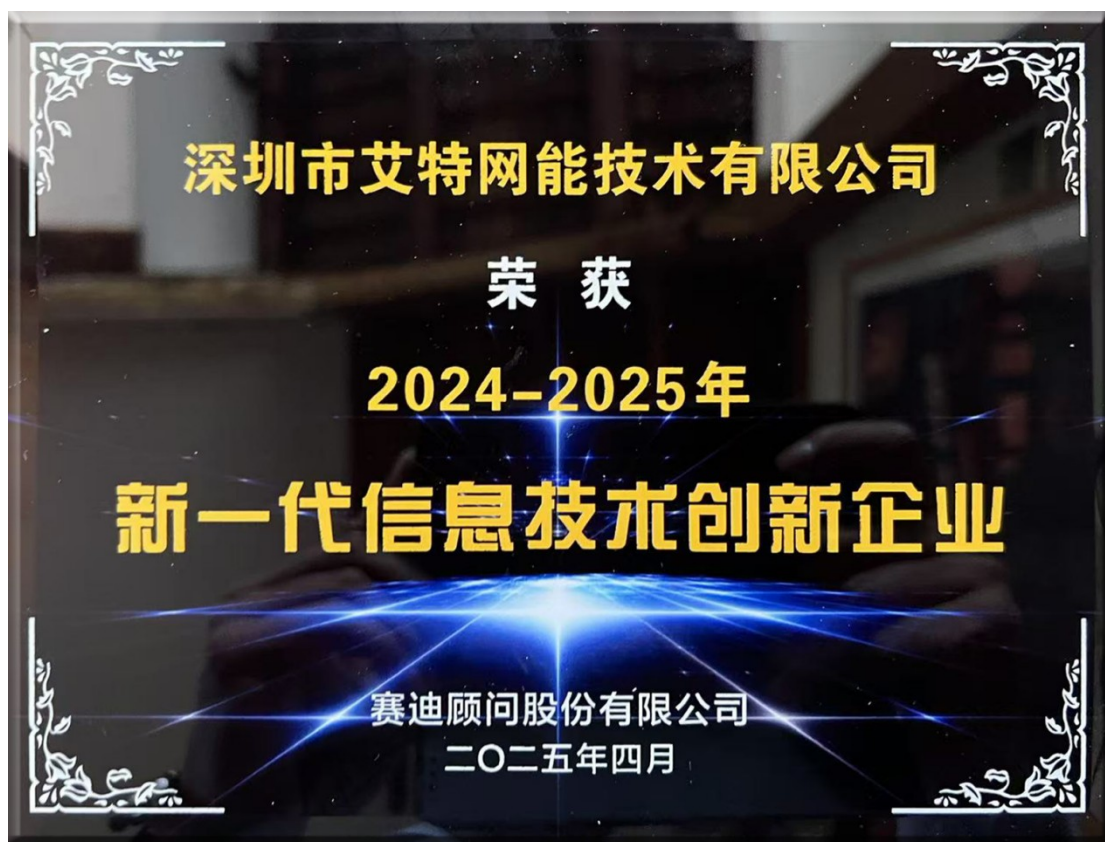 深圳市艾特网能技术有限公司
荣 获
2024-2025年
新一代信息技术创新企业
赛迪顾问股份有限公司
二〇二五年四月